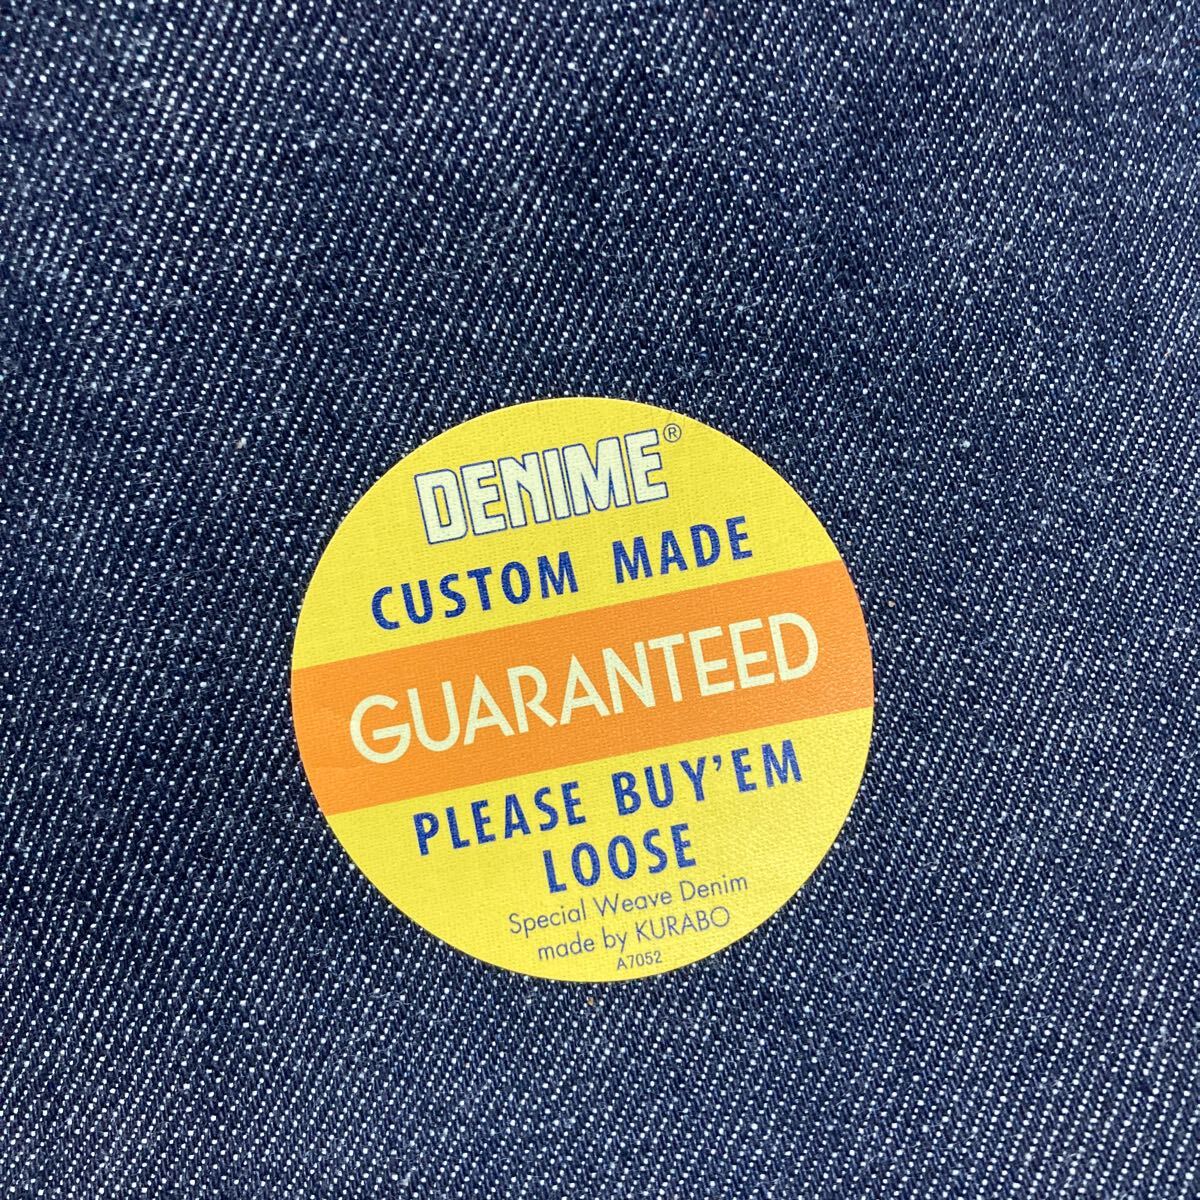 DENIME®
CUSTOM MADE
GUARANTEED
PLEASE BUY'EM
LOOSE
Special Weave Denim
made by KURABO
A7052